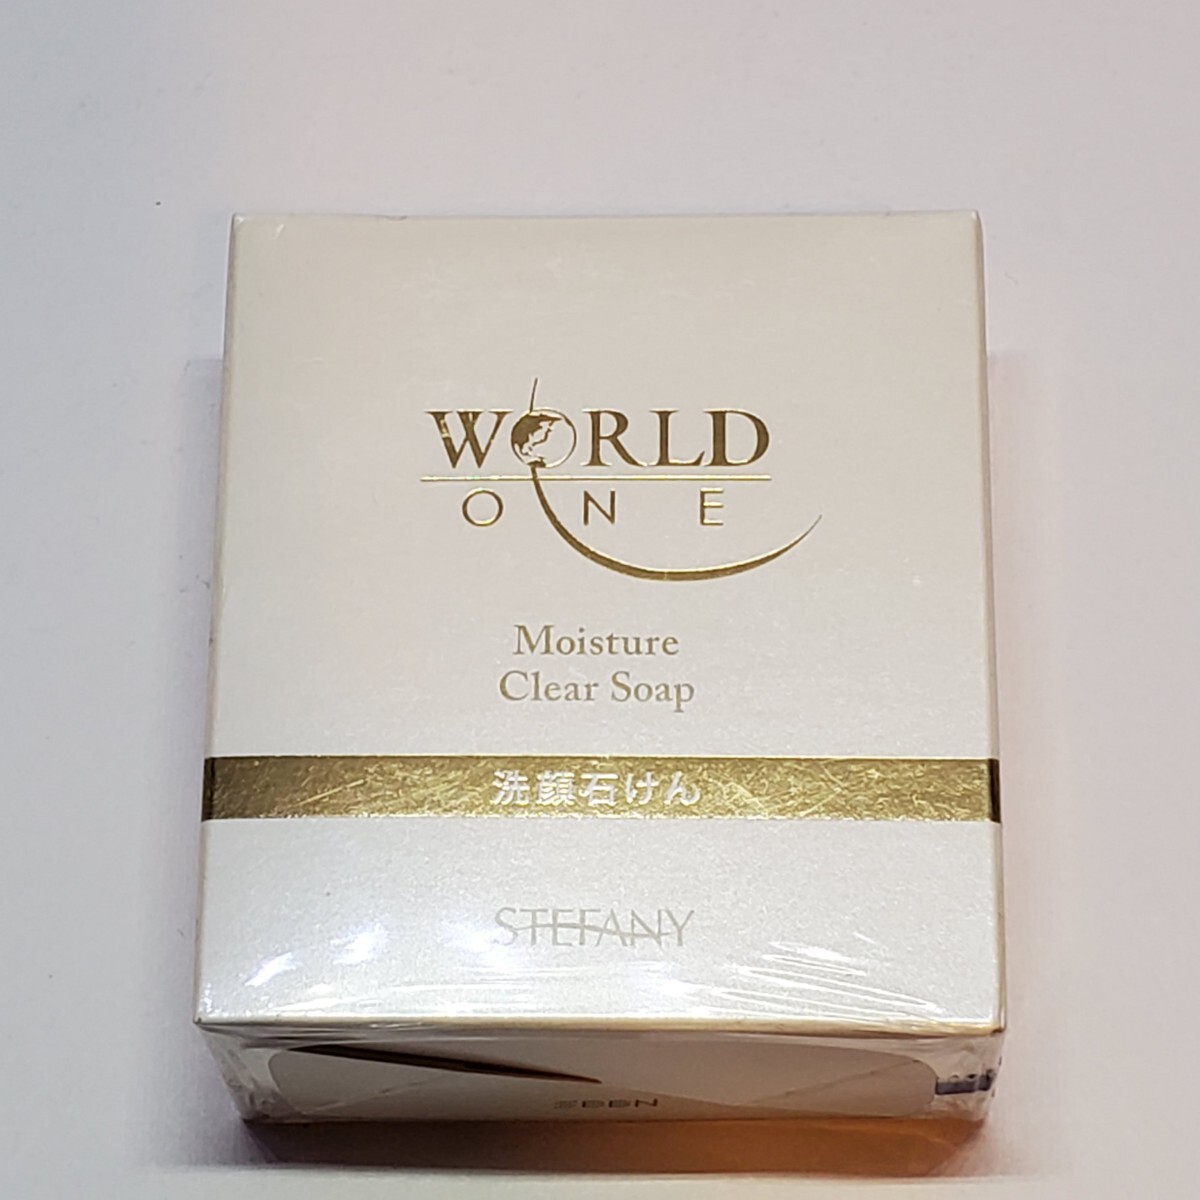 WORLD
ONE
Moisture
Clear Soap
洗顔石けん
STEFANY